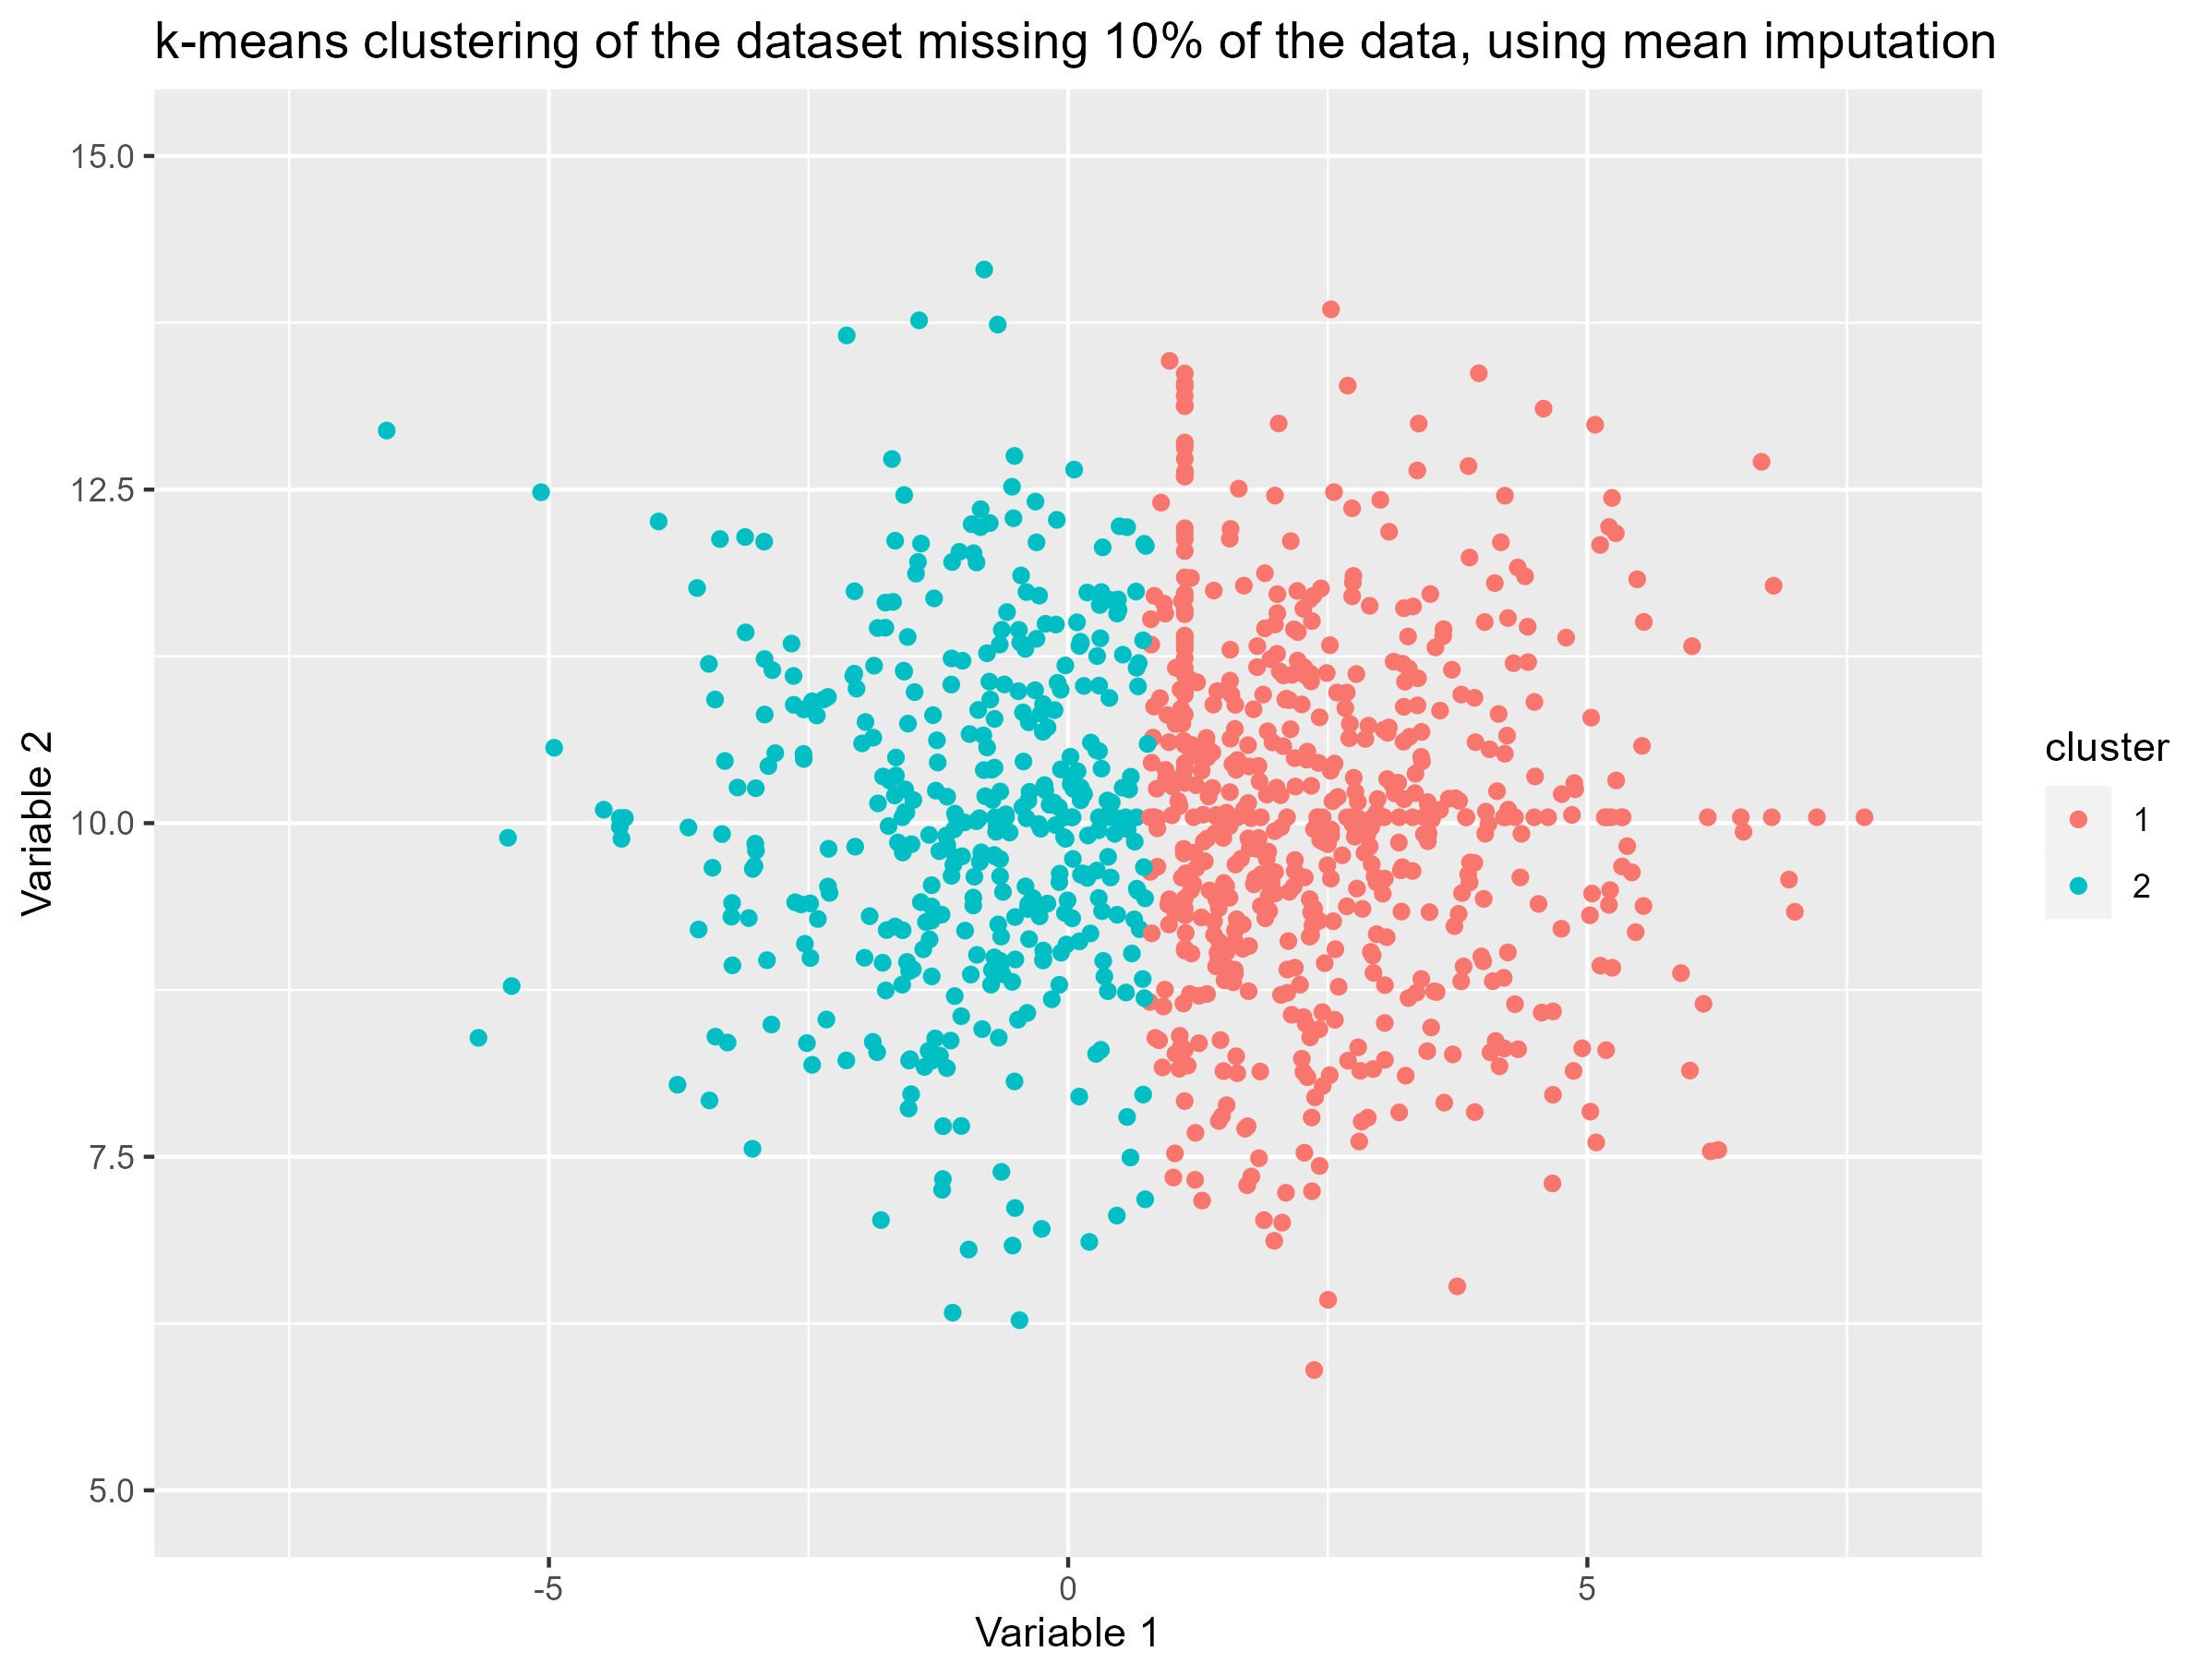 k-means clustering of the dataset missing 10% of the data, using mean imputation
15.0
12.5
10.0
7.5
5.0
Variable 2
-5
0
5
Variable 1
cluster
1
2